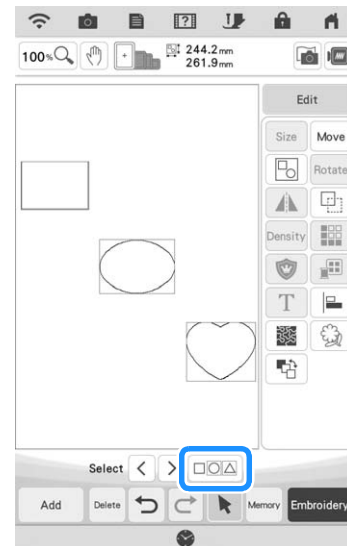 100%
244.2mm
261.9mm
Edit
Size Move
Rotate
Density
T
Select
Add Delete Memory Embroidery